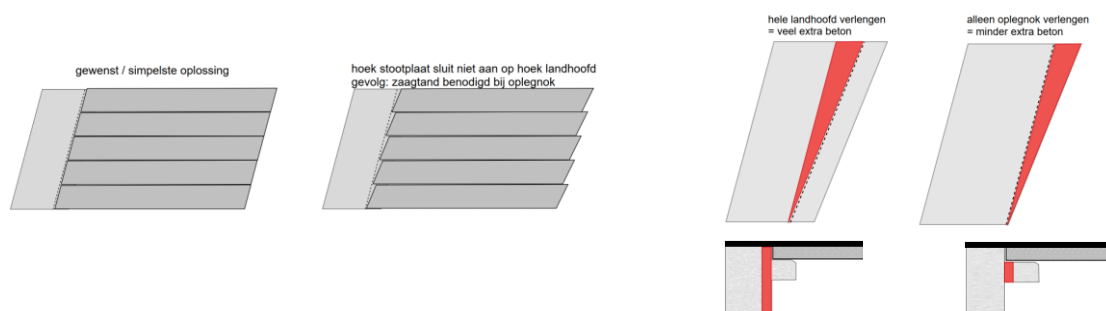 gewenst / simpelste oplossing
hoek stootplaat sluit niet aan op hoek landhoofd
gevolg: zaagtand benodigd bij oplegnok
hele landhoofd verlengen
= veel extra beton
alleen oplegnok verlengen
= minder extra beton